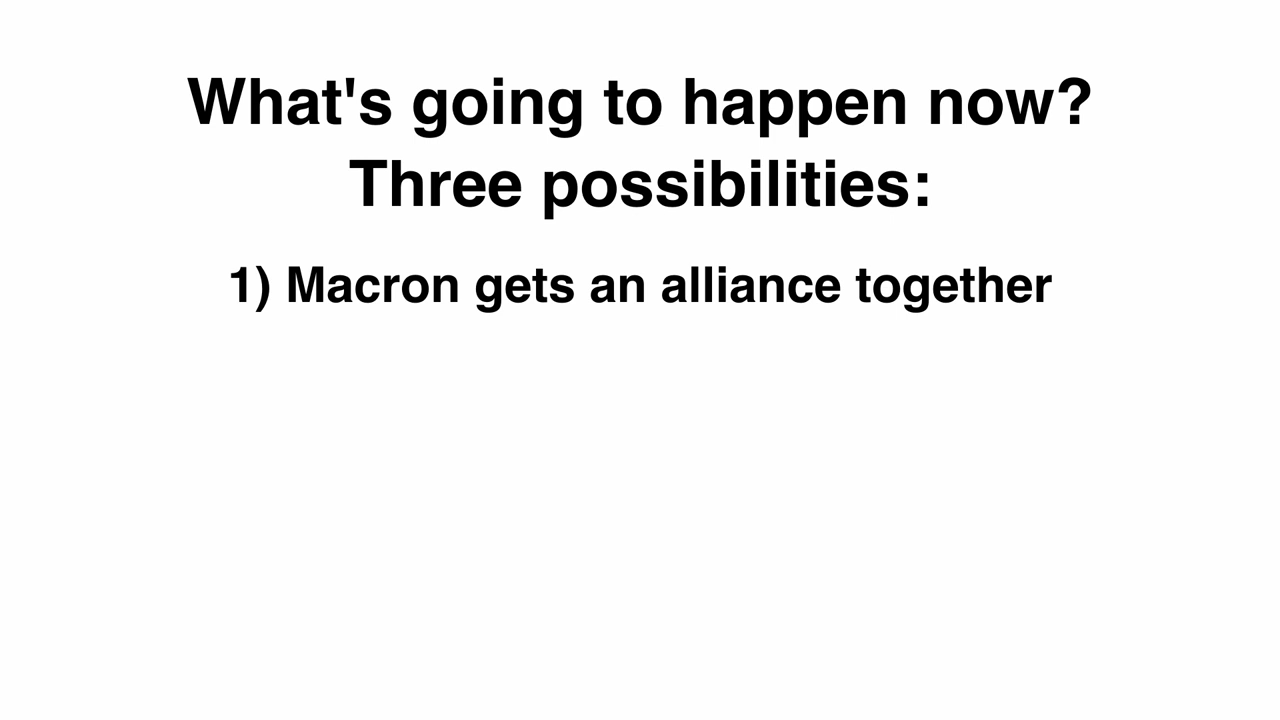 What's going to happen now?
Three possibilities:
1) Macron gets an alliance together